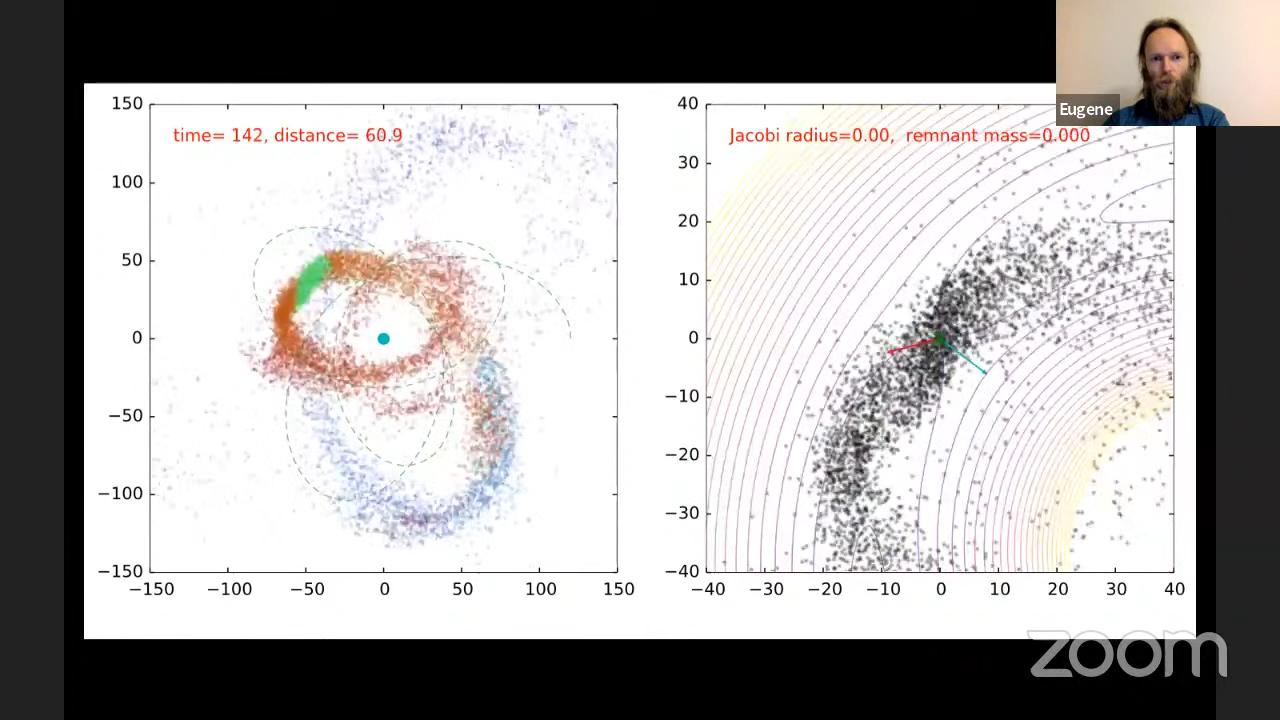 Eugene
time= 142, distance= 60.9
150
100
50
0
−50
−100
−150
−150 −100 −50 0 50 100 150
Jacobi radius=0.00, remnant mass=0.000
40
30
20
10
0
−10
−20
−30
−40
−40 −30 −20 −10 0 10 20 30 40
zoom